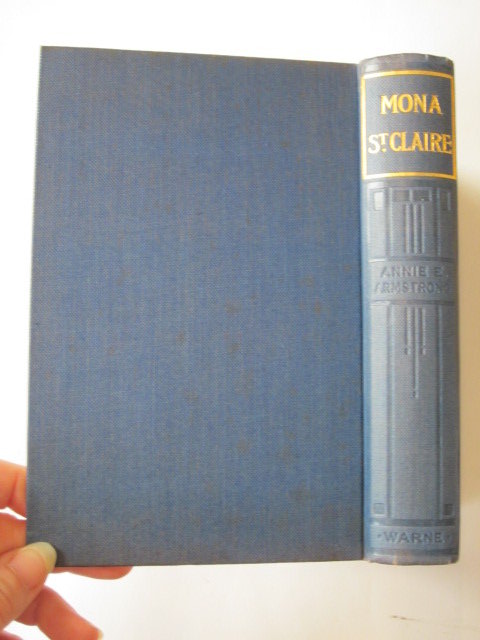 MONA
ST CLAIRE
ANNIE E.
ARMSTRONG
·WARNE·